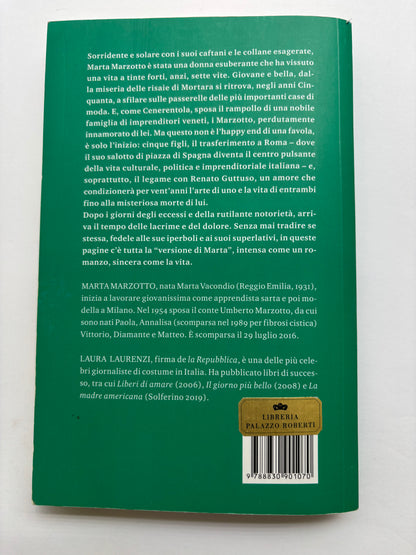 Sorridente e solare con i suoi caftani e le collane esagerate,
Marta Marzotto è stata una donna esuberante che ha vissuto
una vita a tinte forti, anzi, sette vite. Giovane e bella, dal-
la miseria delle risaie di Mortara si ritrova, negli anni Cin-
quanta, a sfilare sulle passerelle delle più importanti case di
moda. E, come Cenerentola, sposa il rampollo di una nobile
famiglia di imprenditori veneti, i Marzotto, perdutamente
innamorato di lei. Ma questo non è l'happy end di una favola,
è solo l'inizio: cinque figli, il trasferimento a Roma – dove
il suo salotto di piazza di Spagna diventa il centro pulsante
della vita culturale, politica e imprenditoriale italiana – e,
soprattutto, il legame con Renato Guttuso, un amore che
condizionerà per vent'anni l'arte di uno e la vita di entrambi
fino alla misteriosa morte di lui.
Dopo i giorni degli eccessi e della rutilante notorietà, arri-
va il tempo delle lacrime e del dolore. Senza mai tradire se
stessa, fedele alle sue iperboli e ai suoi superlativi, in queste
pagine c'è tutta la "versione di Marta", intensa come un ro-
manzo, sincera come la vita.
MARTA MARZOTTO, nata Marta Vacondio (Reggio Emilia, 1931),
inizia a lavorare giovanissima come apprendista sarta e poi mo-
della a Milano. Nel 1954 sposa il conte Umberto Marzotto, da cui
sono nati Paola, Annalisa (scomparsa nel 1989 per fibrosi cistica)
Vittorio, Diamante e Matteo. È scomparsa il 29 luglio 2016.
LAURA LAURENZI, firma de la Repubblica, è una delle più cele-
bri giornaliste di costume in Italia. Ha pubblicato libri di succes-
so, tra cui Liberi di amare (2006), Il giorno più bello (2008) e La
madre americana (Solferino 2019).
LIBRERIA
PALAZZO ROBERTI
9 788830 901070